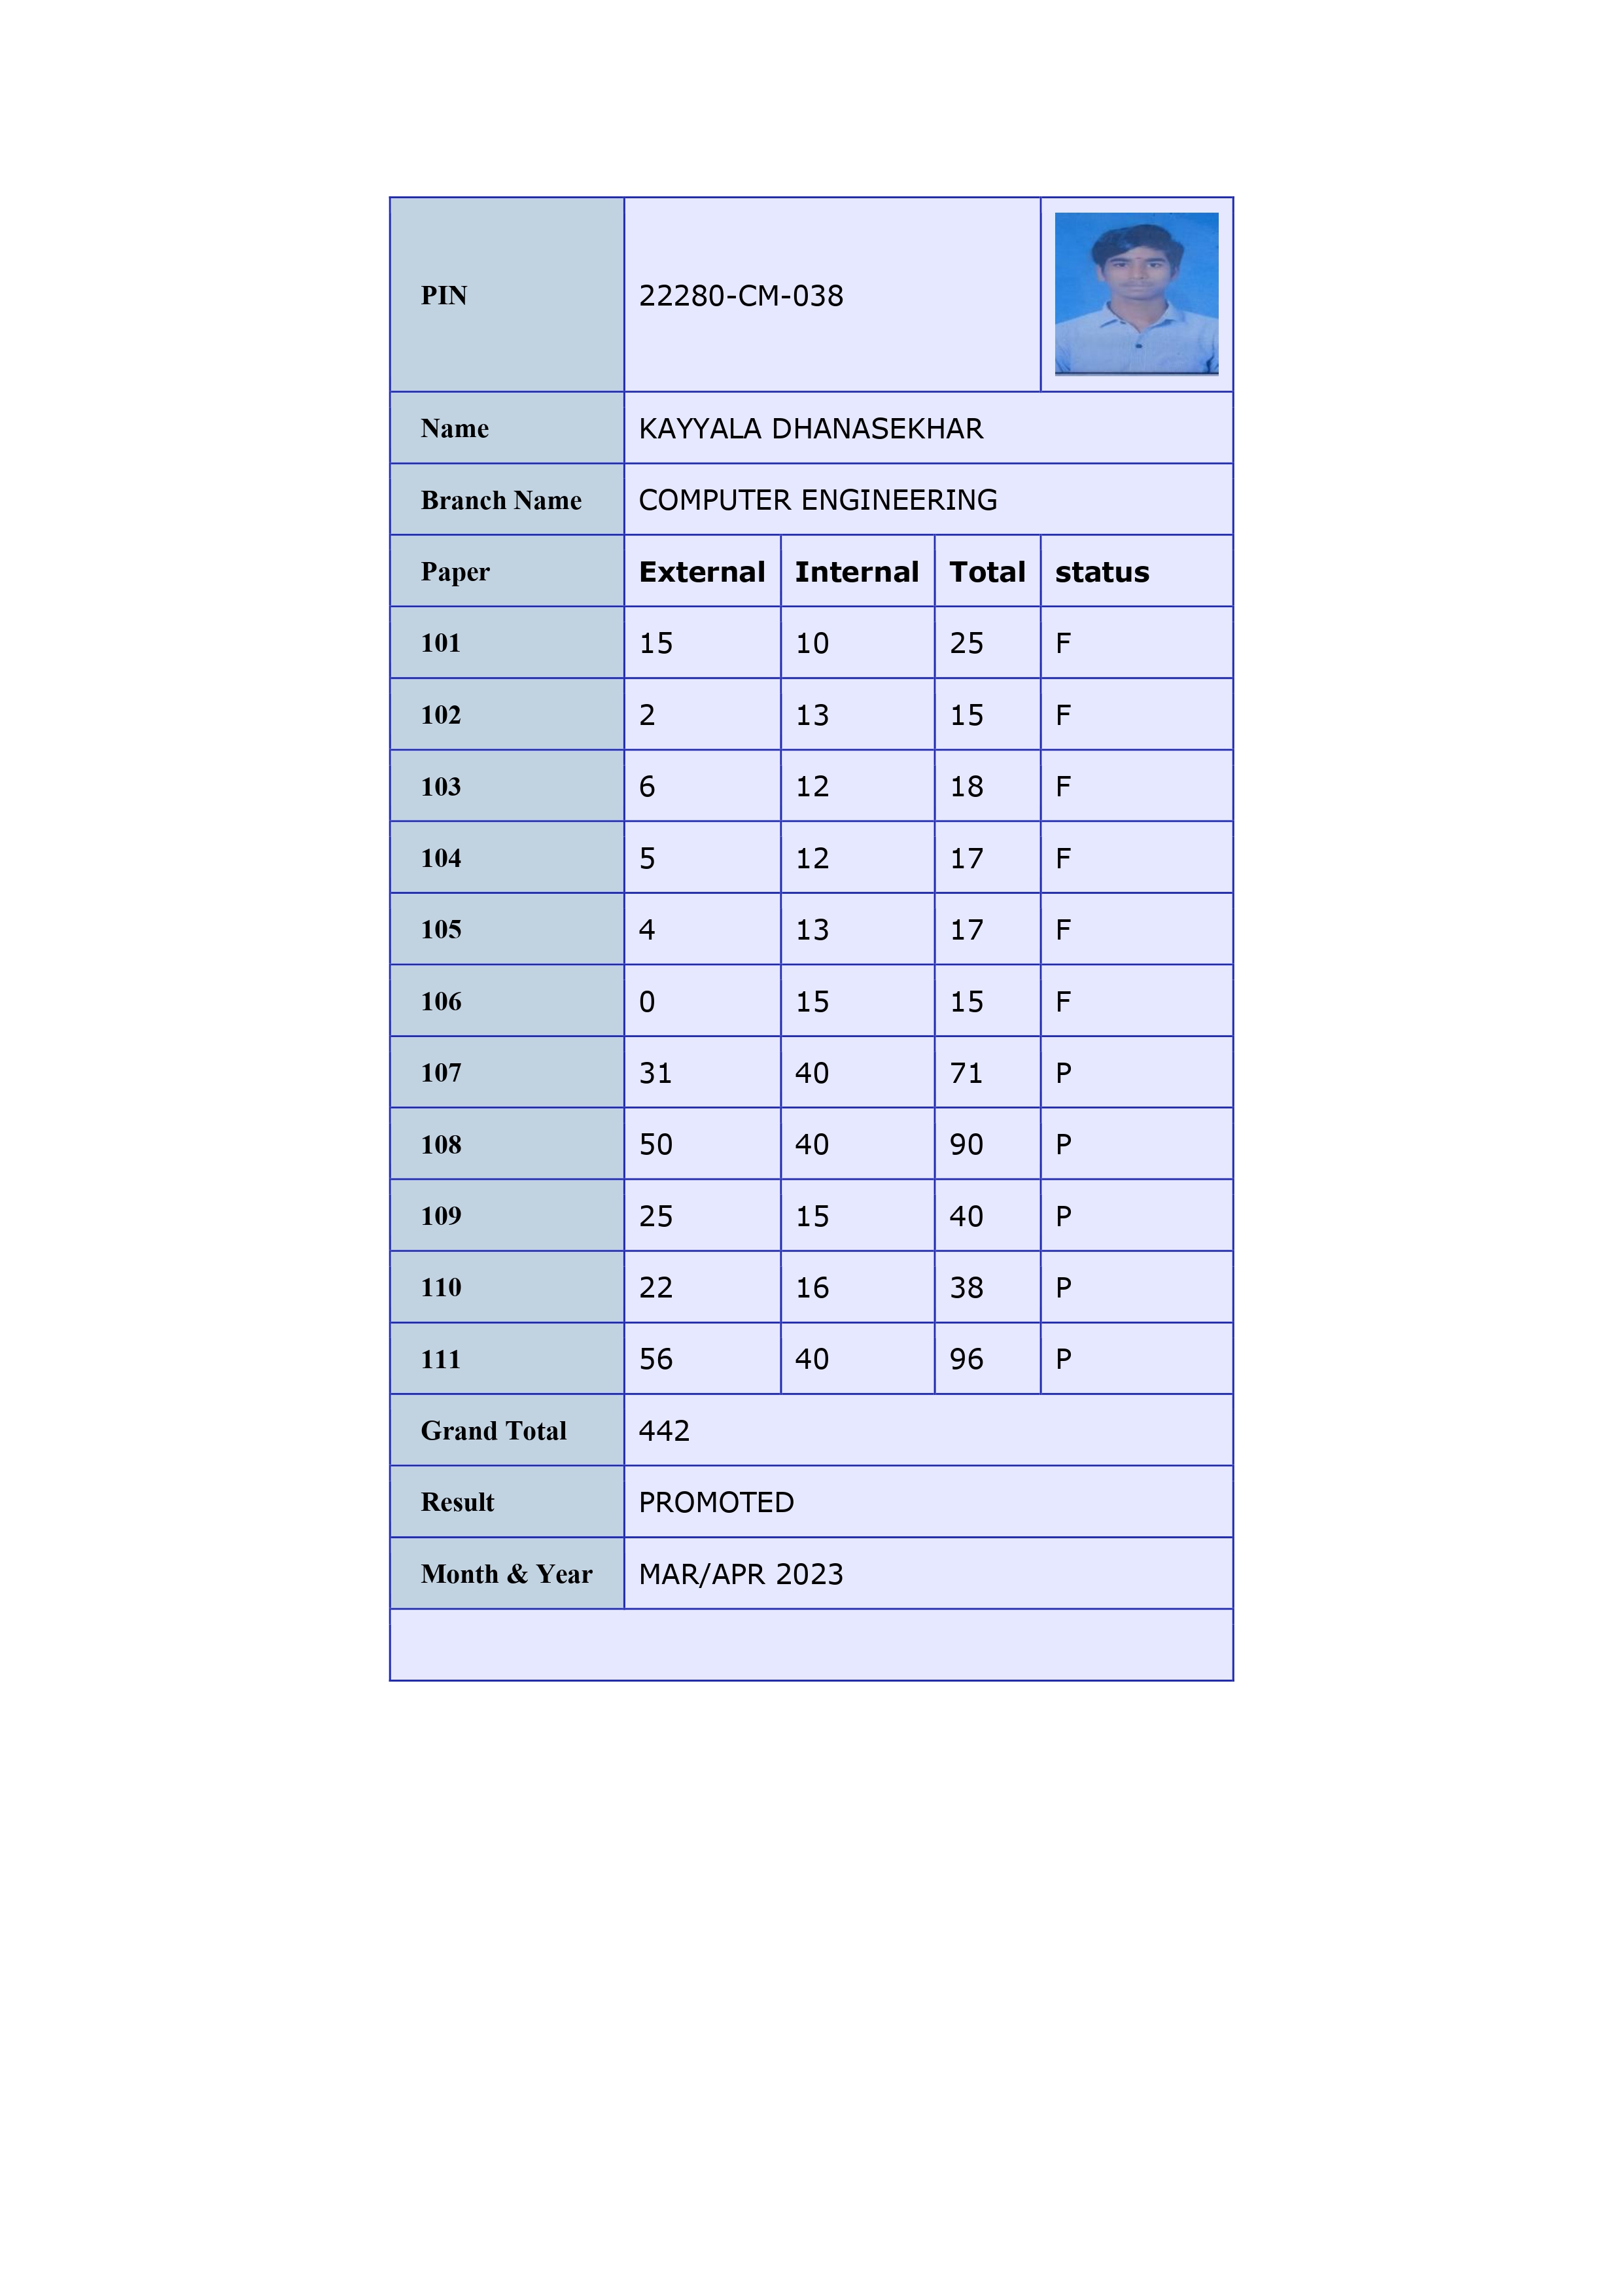 PIN 22280-CM-038
Name KAYYALA DHANASEKHAR
Branch Name COMPUTER ENGINEERING
Paper External Internal Total status
101 15 10 25 F
102 2 13 15 F
103 6 12 18 F
104 5 12 17 F
105 4 13 17 F
106 0 15 15 F
107 31 40 71 P
108 50 40 90 P
109 25 15 40 P
110 22 16 38 P
111 56 40 96 P
Grand Total 442
Result PROMOTED
Month & Year MAR/APR 2023